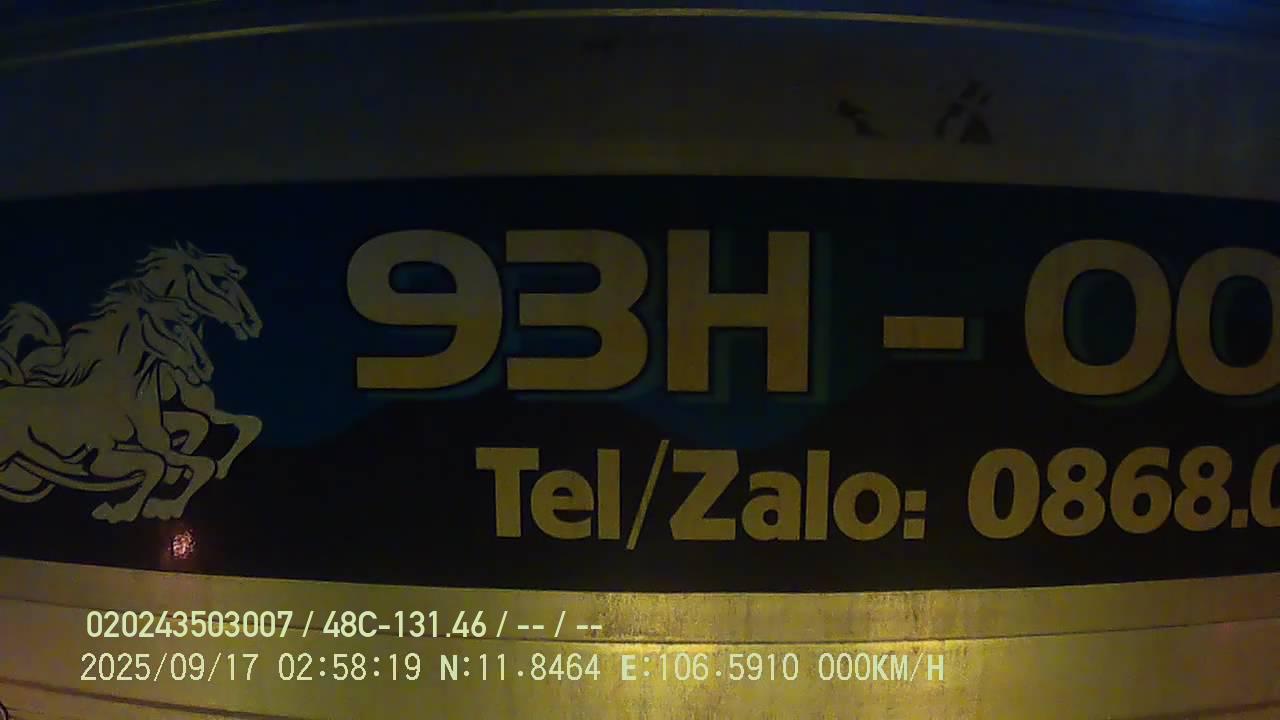 93H - 00
Tel/Zalo: 0868.0
020243503007 / 48C-131.46 / -- / --
2025/09/17 02:58:19 N:11.8464 E:106.5910 000KM/H